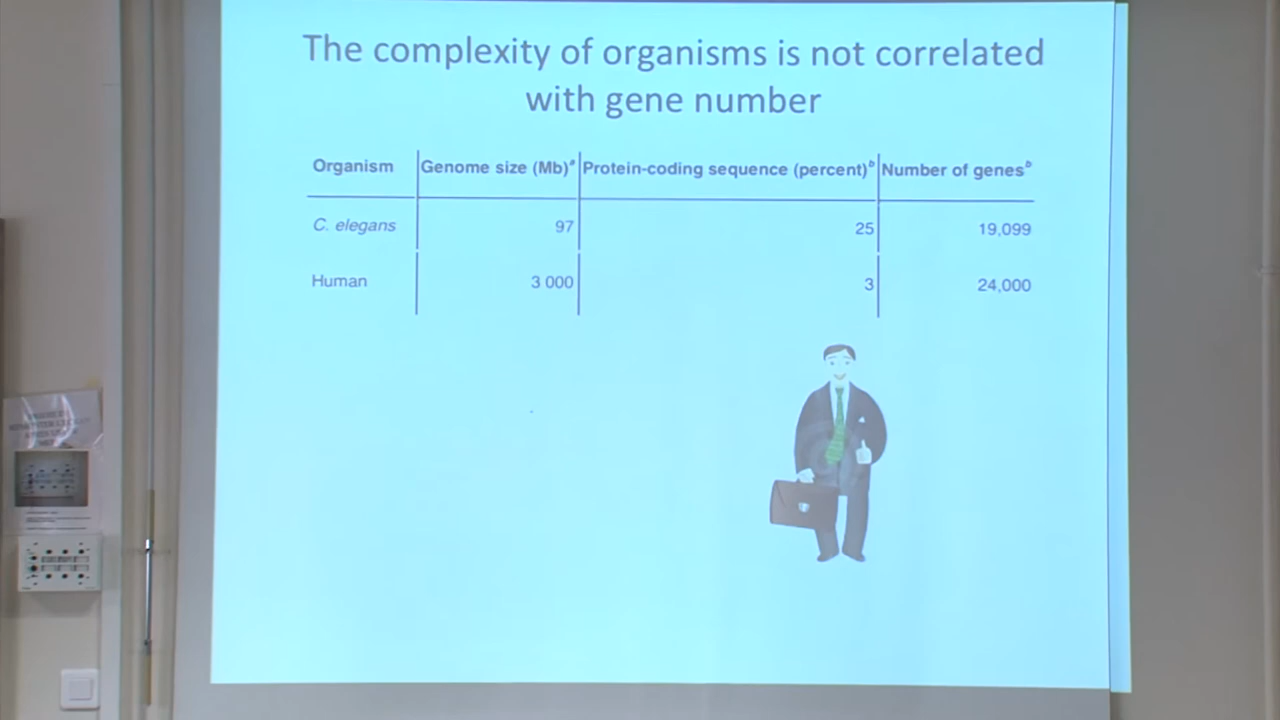 The complexity of organisms is not correlated
with gene number
Organism Genome size (Mb)ᵃ Protein-coding sequence (percent)ᵇ Number of genesᵇ
C. elegans 97 25 19,099
Human 3 000 3 24,000